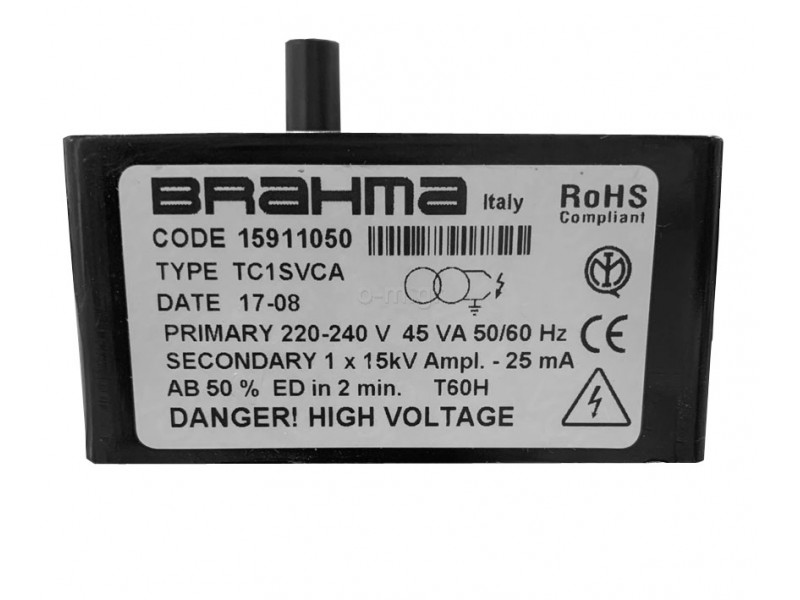 BRAHMA Italy
RoHS
Compliant
CODE 15911050
TYPE TC1SVCA
DATE 17-08
PRIMARY 220-240 V 45 VA 50/60 Hz
SECONDARY 1 x 15kV Ampl. - 25 mA
AB 50 % ED in 2 min. T60H
DANGER! HIGH VOLTAGE
CE